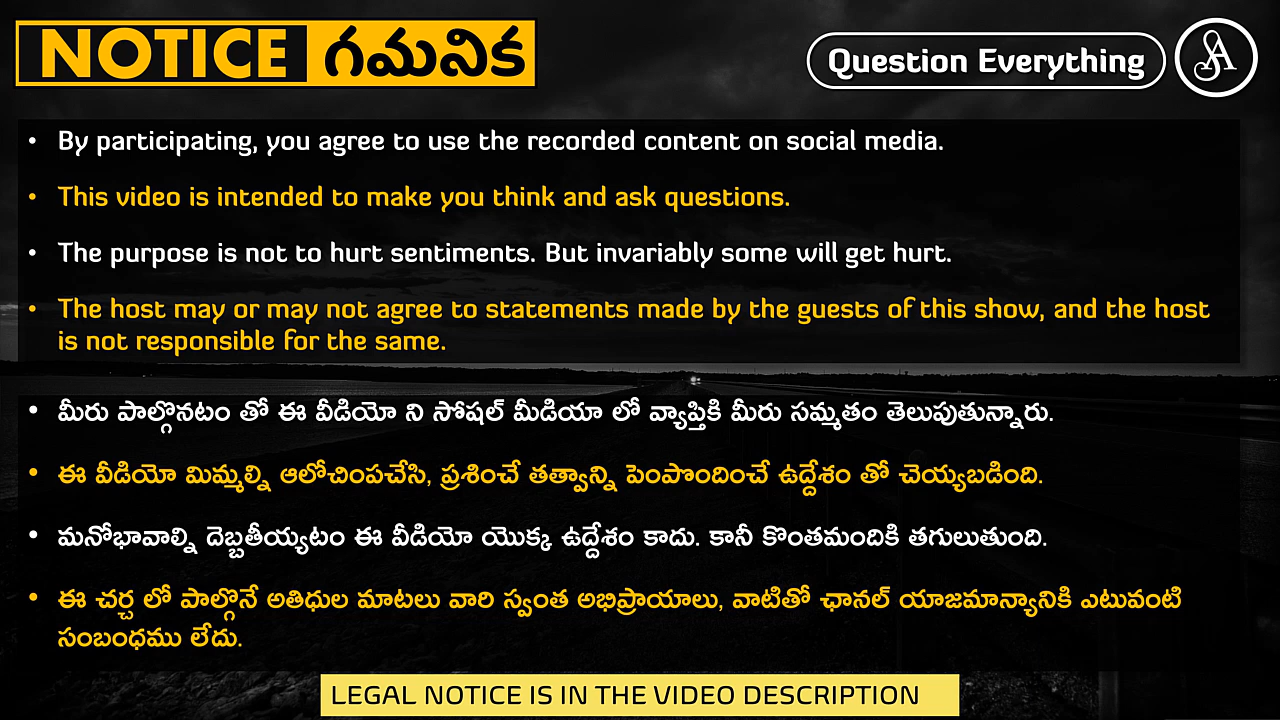 NOTICE గమనిక
Question Everything
• By participating, you agree to use the recorded content on social media.
• This video is intended to make you think and ask questions.
• The purpose is not to hurt sentiments. But invariably some will get hurt.
• The host may or may not agree to statements made by the guests of this show, and the host
is not responsible for the same.
• మీరు పాల్గొనటం తో ఈ వీడియో ని సోషల్ మీడియా లో వ్యాప్తికి మీరు సమ్మతం తెలుపుతున్నారు.
• ఈ వీడియో మిమ్మల్ని ఆలోచింపచేసి, ప్రశించే తత్వాన్ని పెంపొందించే ఉద్దేశం తో చెయ్యబడింది.
• మనోభావాల్ని దెబ్బతీయ్యటం ఈ వీడియో యొక్క ఉద్దేశం కాదు. కానీ కొంతమందికి తగులుతుంది.
• ఈ చర్చ లో పాల్గొనే అతిధుల మాటలు వారి స్వంత అభిప్రాయాలు, వాటితో ఛానల్ యాజమాన్యానికి ఎటువంటి
సంబంధము లేదు.
LEGAL NOTICE IS IN THE VIDEO DESCRIPTION